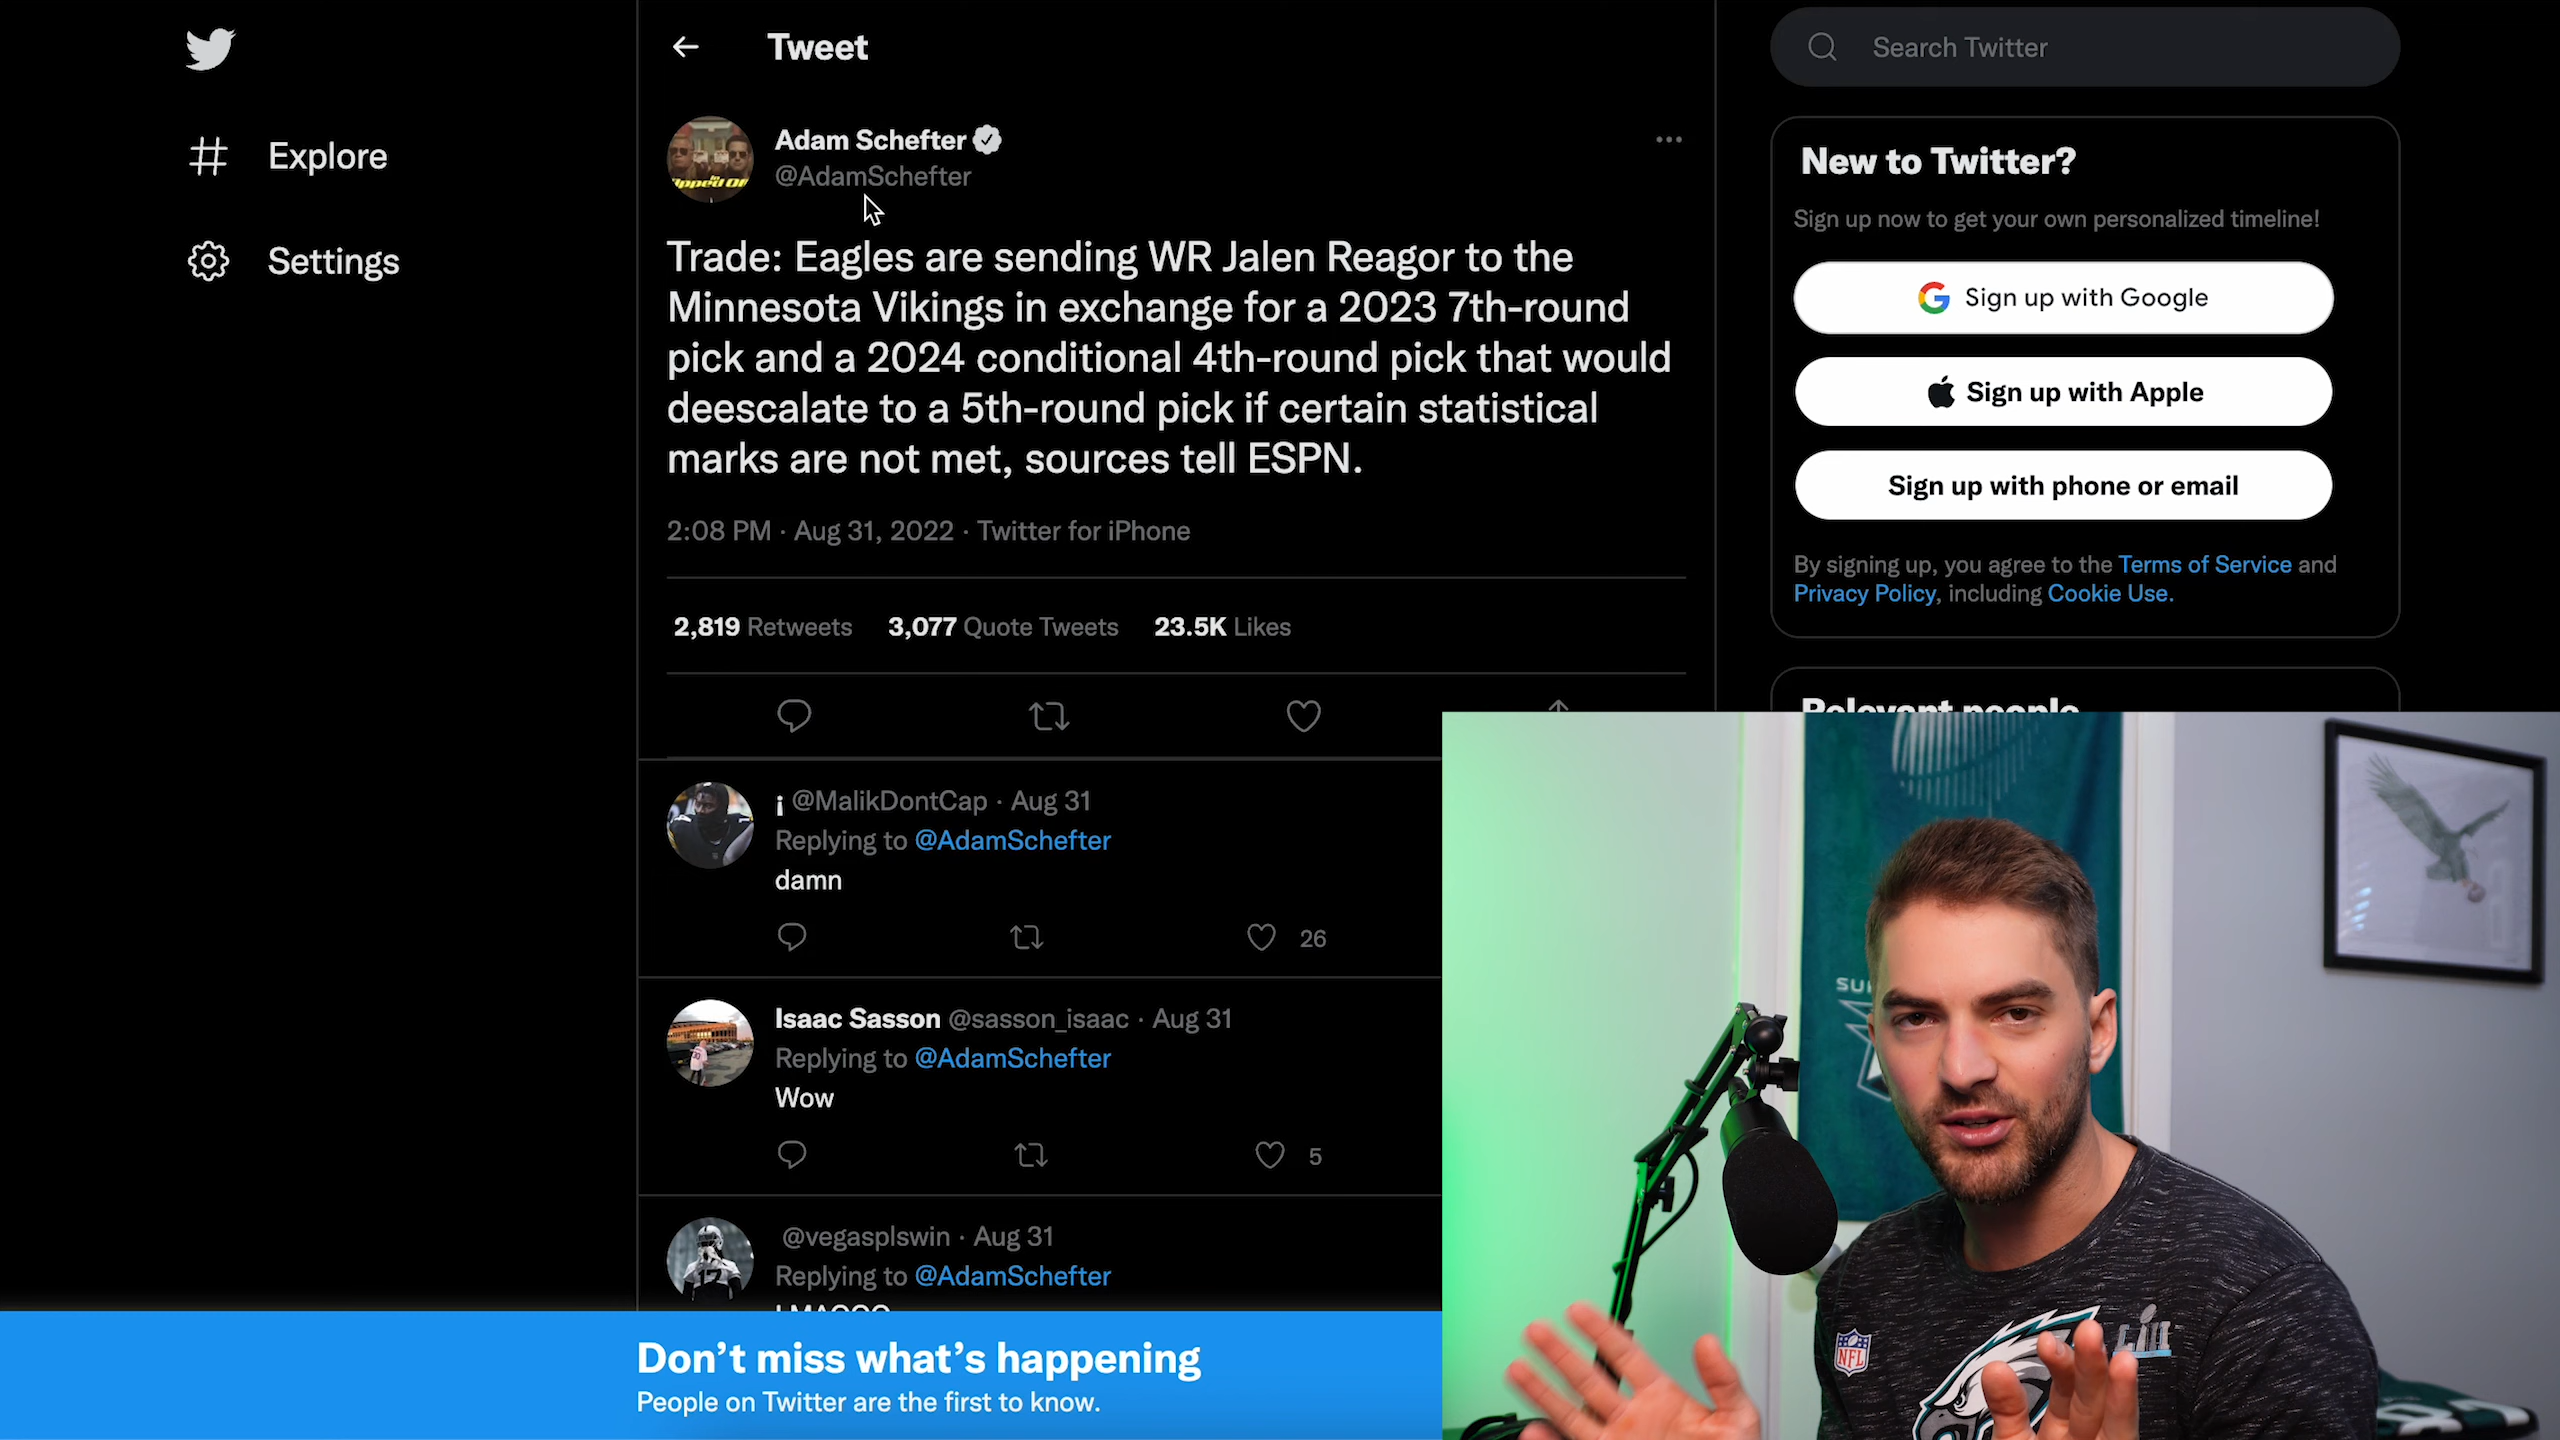 Explore
Settings
Tweet
Adam Schefter
@AdamSchefter
Trade: Eagles are sending WR Jalen Reagor to the
Minnesota Vikings in exchange for a 2023 7th-round
pick and a 2024 conditional 4th-round pick that would
deescalate to a 5th-round pick if certain statistical
marks are not met, sources tell ESPN.
2:08 PM · Aug 31, 2022 · Twitter for iPhone
2,819 Retweets 3,077 Quote Tweets 23.5K Likes
¡ @MalikDontCap · Aug 31
Replying to @AdamSchefter
damn
26
Isaac Sasson @sasson_isaac · Aug 31
Replying to @AdamSchefter
Wow
5
@vegasplswin · Aug 31
Replying to @AdamSchefter
Don't miss what's happening
People on Twitter are the first to know.
Search Twitter
New to Twitter?
Sign up now to get your own personalized timeline!
Sign up with Google
Sign up with Apple
Sign up with phone or email
By signing up, you agree to the Terms of Service and
Privacy Policy, including Cookie Use.
Relevant people
NFL
LII